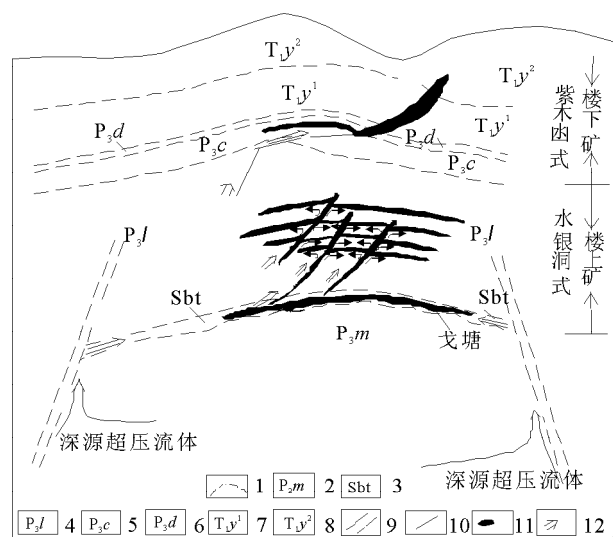 T₁y²
T₁y²
T₁y¹
T₁y¹
P₃d
P₃d
P₃c
P₃c
紫木凼式
楼下矿
P₃l
P₃l
水银洞式
楼上矿
Sbt
Sbt
P₃m
戈塘
深源超压流体
深源超压流体
1 P₂m 2 Sbt 3
P₃l 4 P₃c 5 P₃d 6 T₁y¹ 7 T₁y² 8 9 10 11 12